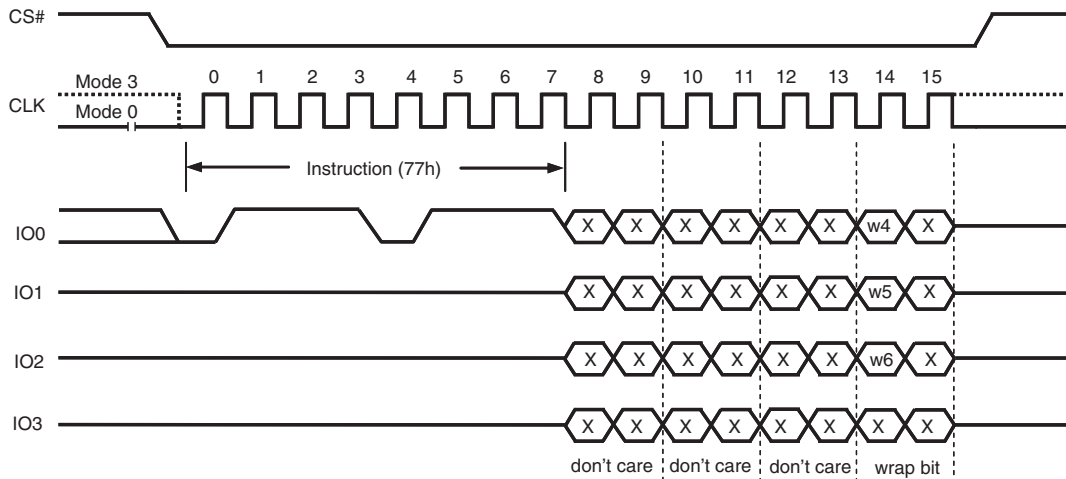 CS#
0 1 2 3 4 5 6 7 8 9 10 11 12 13 14 15
Mode 3
CLK
Mode 0
Instruction (77h)
IO0 X X X X X X w4 X
IO1 X X X X X X w5 X
IO2 X X X X X X w6 X
IO3 X X X X X X X X
don't care don't care don't care wrap bit